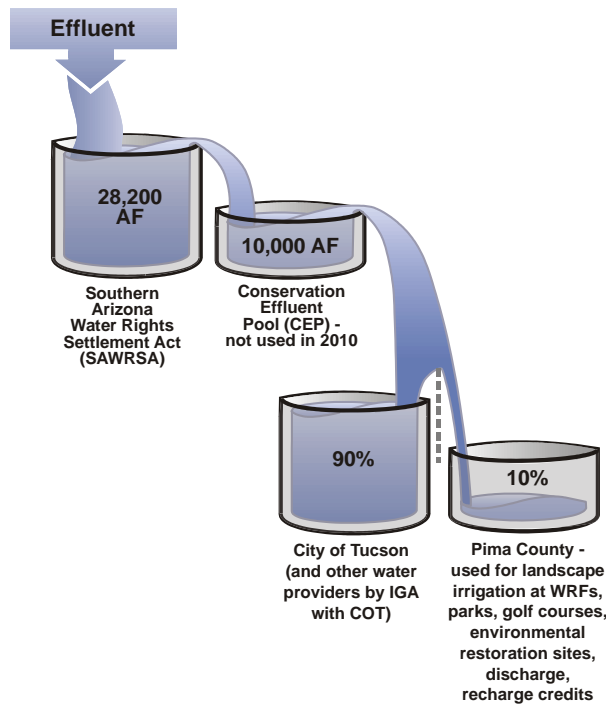 Effluent
28,200
AF
10,000 AF
Southern
Arizona
Water Rights
Settlement Act
(SAWRSA)
Conservation
Effluent
Pool (CEP) -
not used in 2010
90%
10%
City of Tucson
(and other water
providers by IGA
with COT)
Pima County -
used for landscape
irrigation at WRFs,
parks, golf courses,
environmental
restoration sites,
discharge,
recharge credits